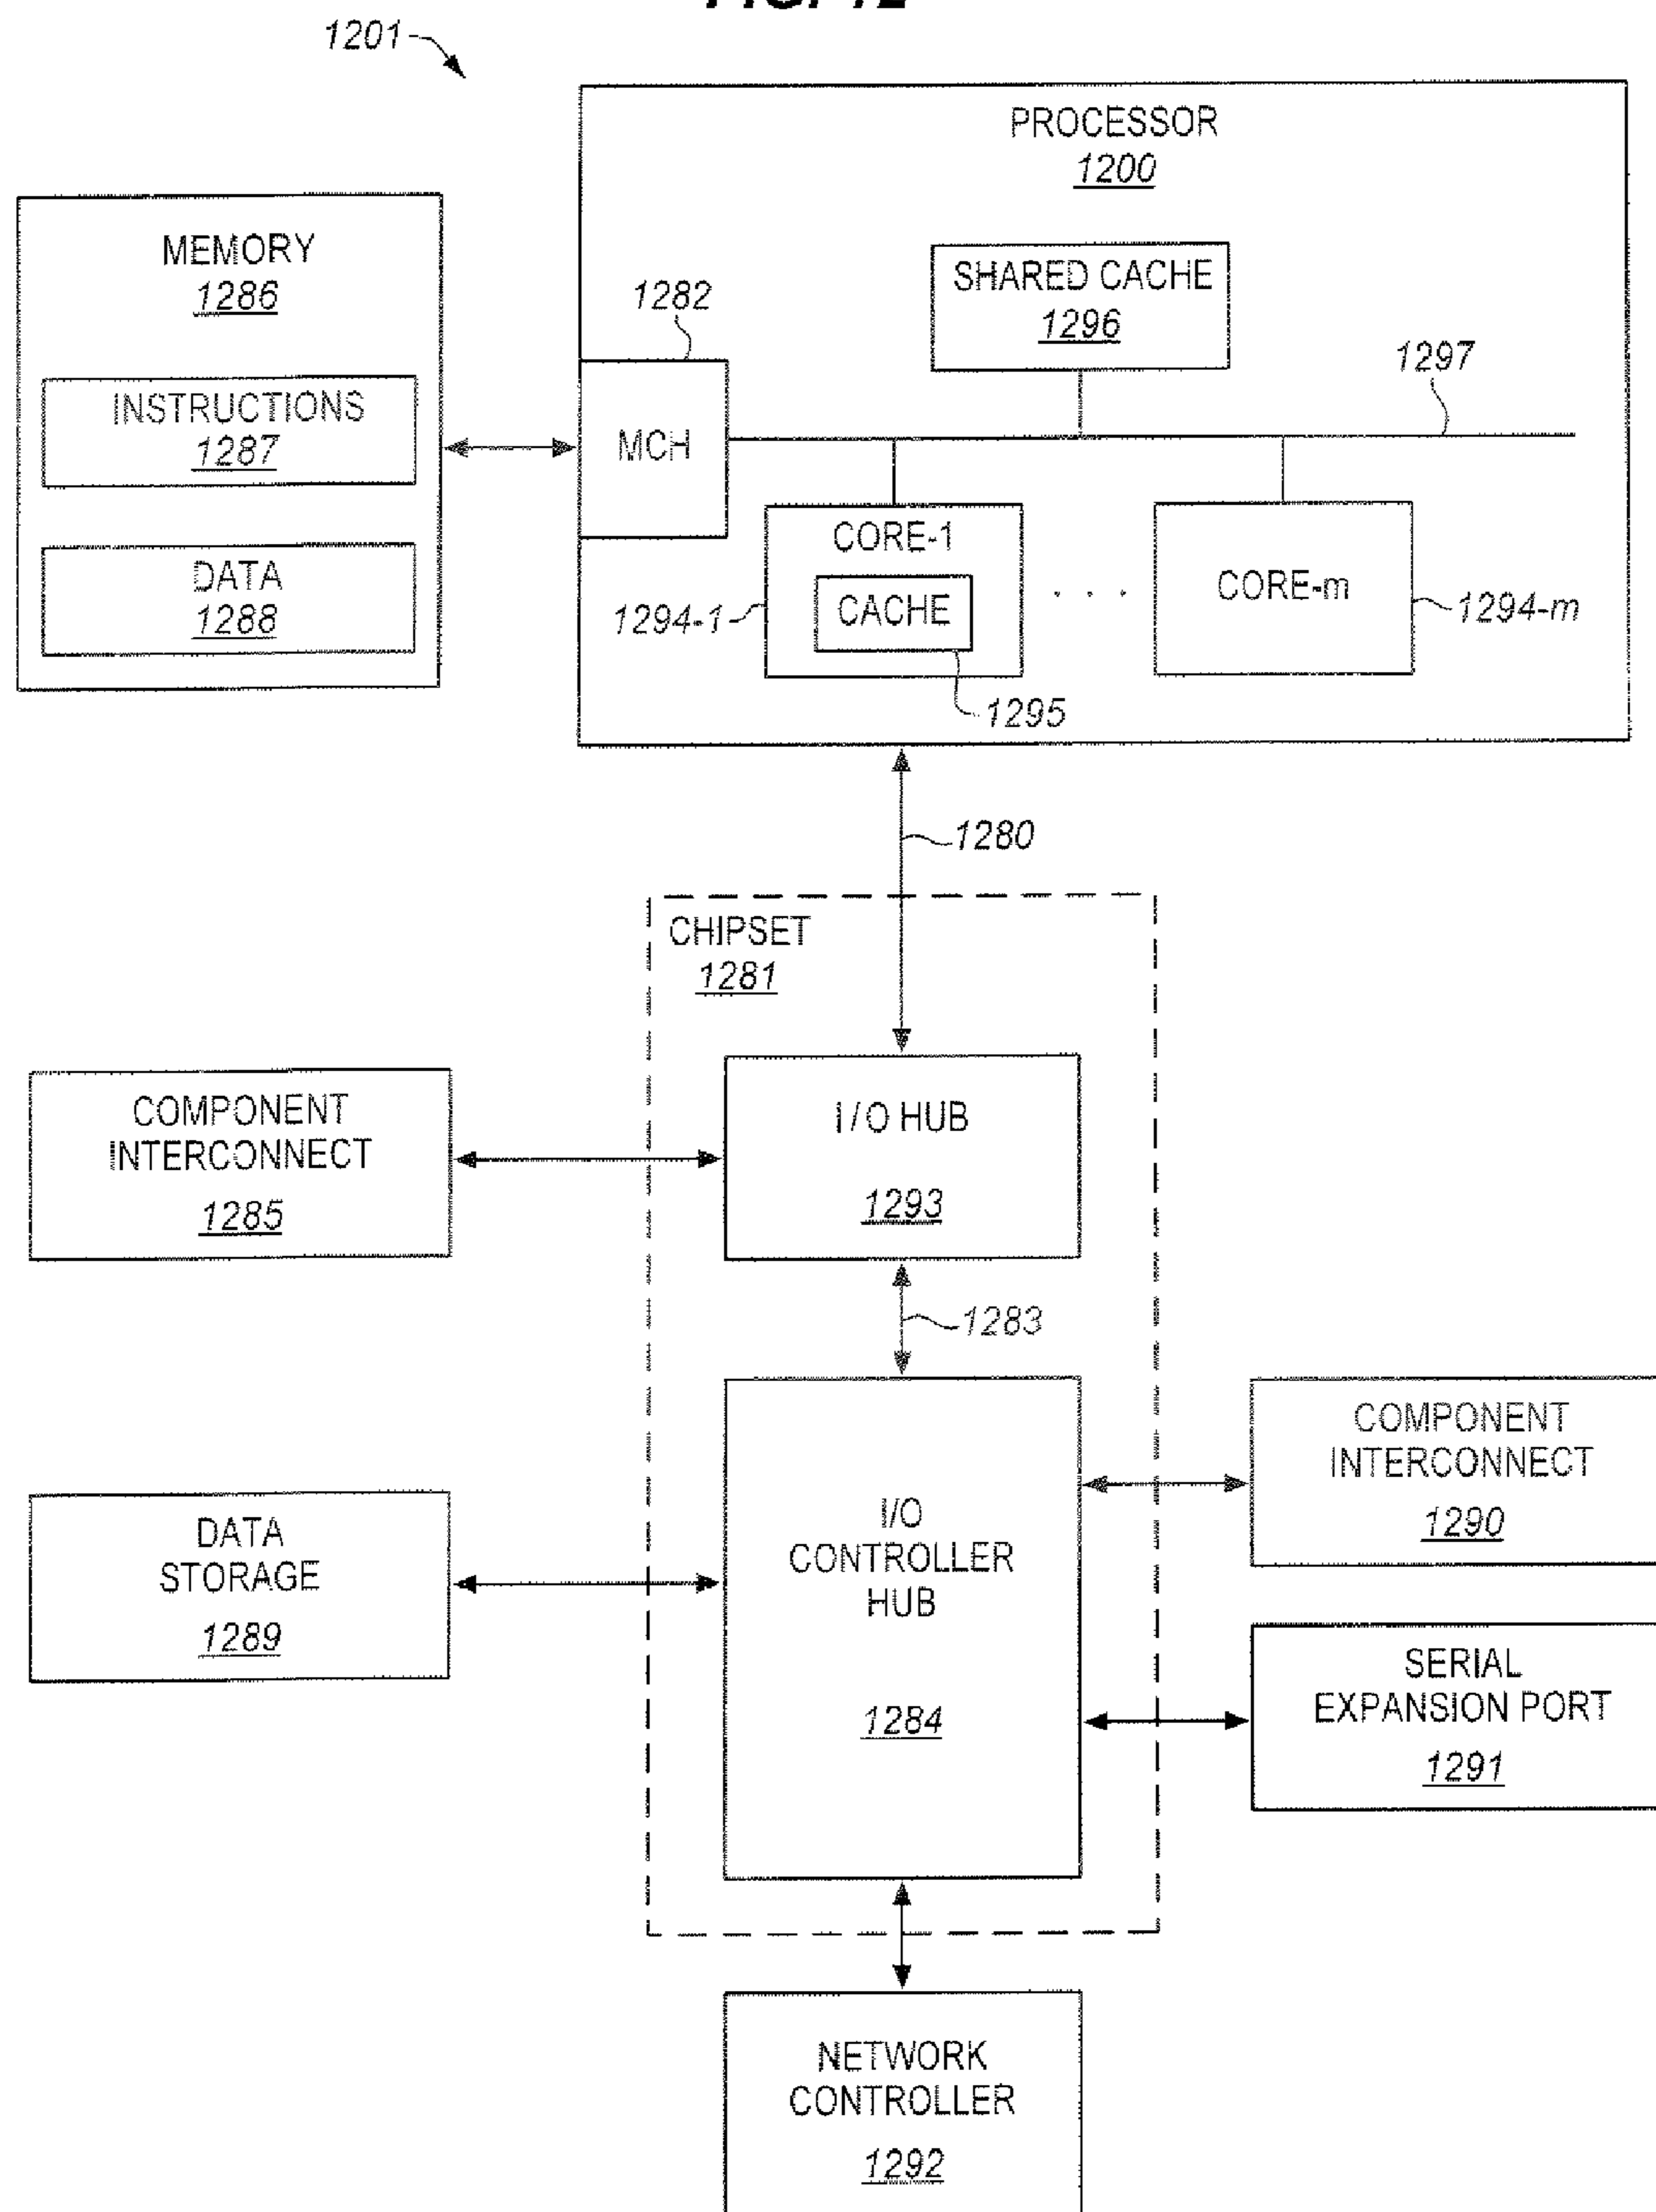 FIG. 12
1201
PROCESSOR
1200
MEMORY
1286
SHARED CACHE
1296
1282
1297
INSTRUCTIONS
1287
MCH
DATA
1288
CORE-1
CACHE
1294-1
1295
. . .
CORE-m
1294-m
1280
CHIPSET
1281
COMPONENT
INTERCONNECT
1285
I/O HUB
1293
1283
COMPONENT
INTERCONNECT
1290
DATA
STORAGE
1289
I/O
CONTROLLER
HUB
1284
SERIAL
EXPANSION PORT
1291
NETWORK
CONTROLLER
1292